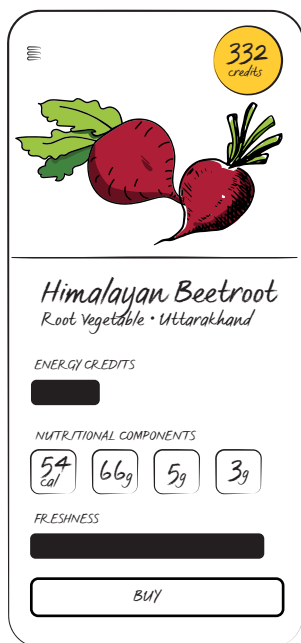 332
credits
Himalayan Beetroot
Root Vegetable • Uttarakhand
ENERGY CREDITS
NUTRITIONAL COMPONENTS
54 cal 66g 5g 3g
FRESHNESS
BUY